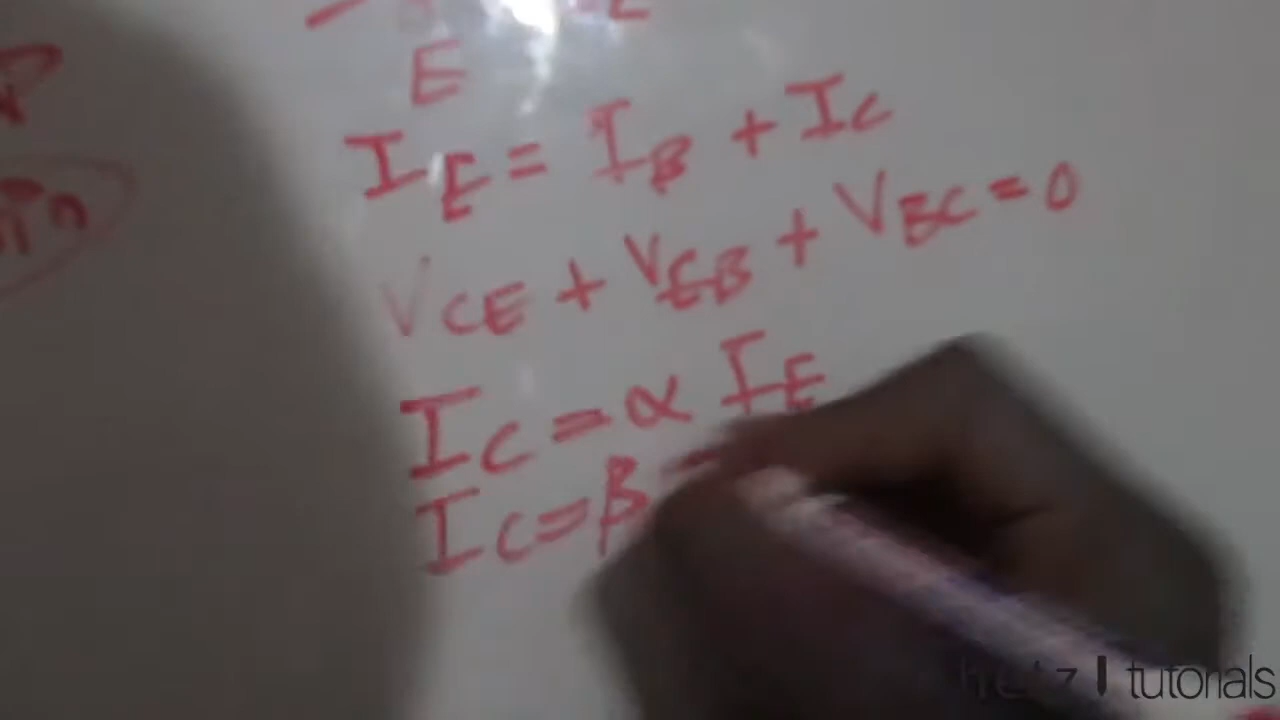 E
I_E = I_B + I_C
V_CE + V_EB + V_BC = 0
I_C = α I_E
I_C = β
tutorials